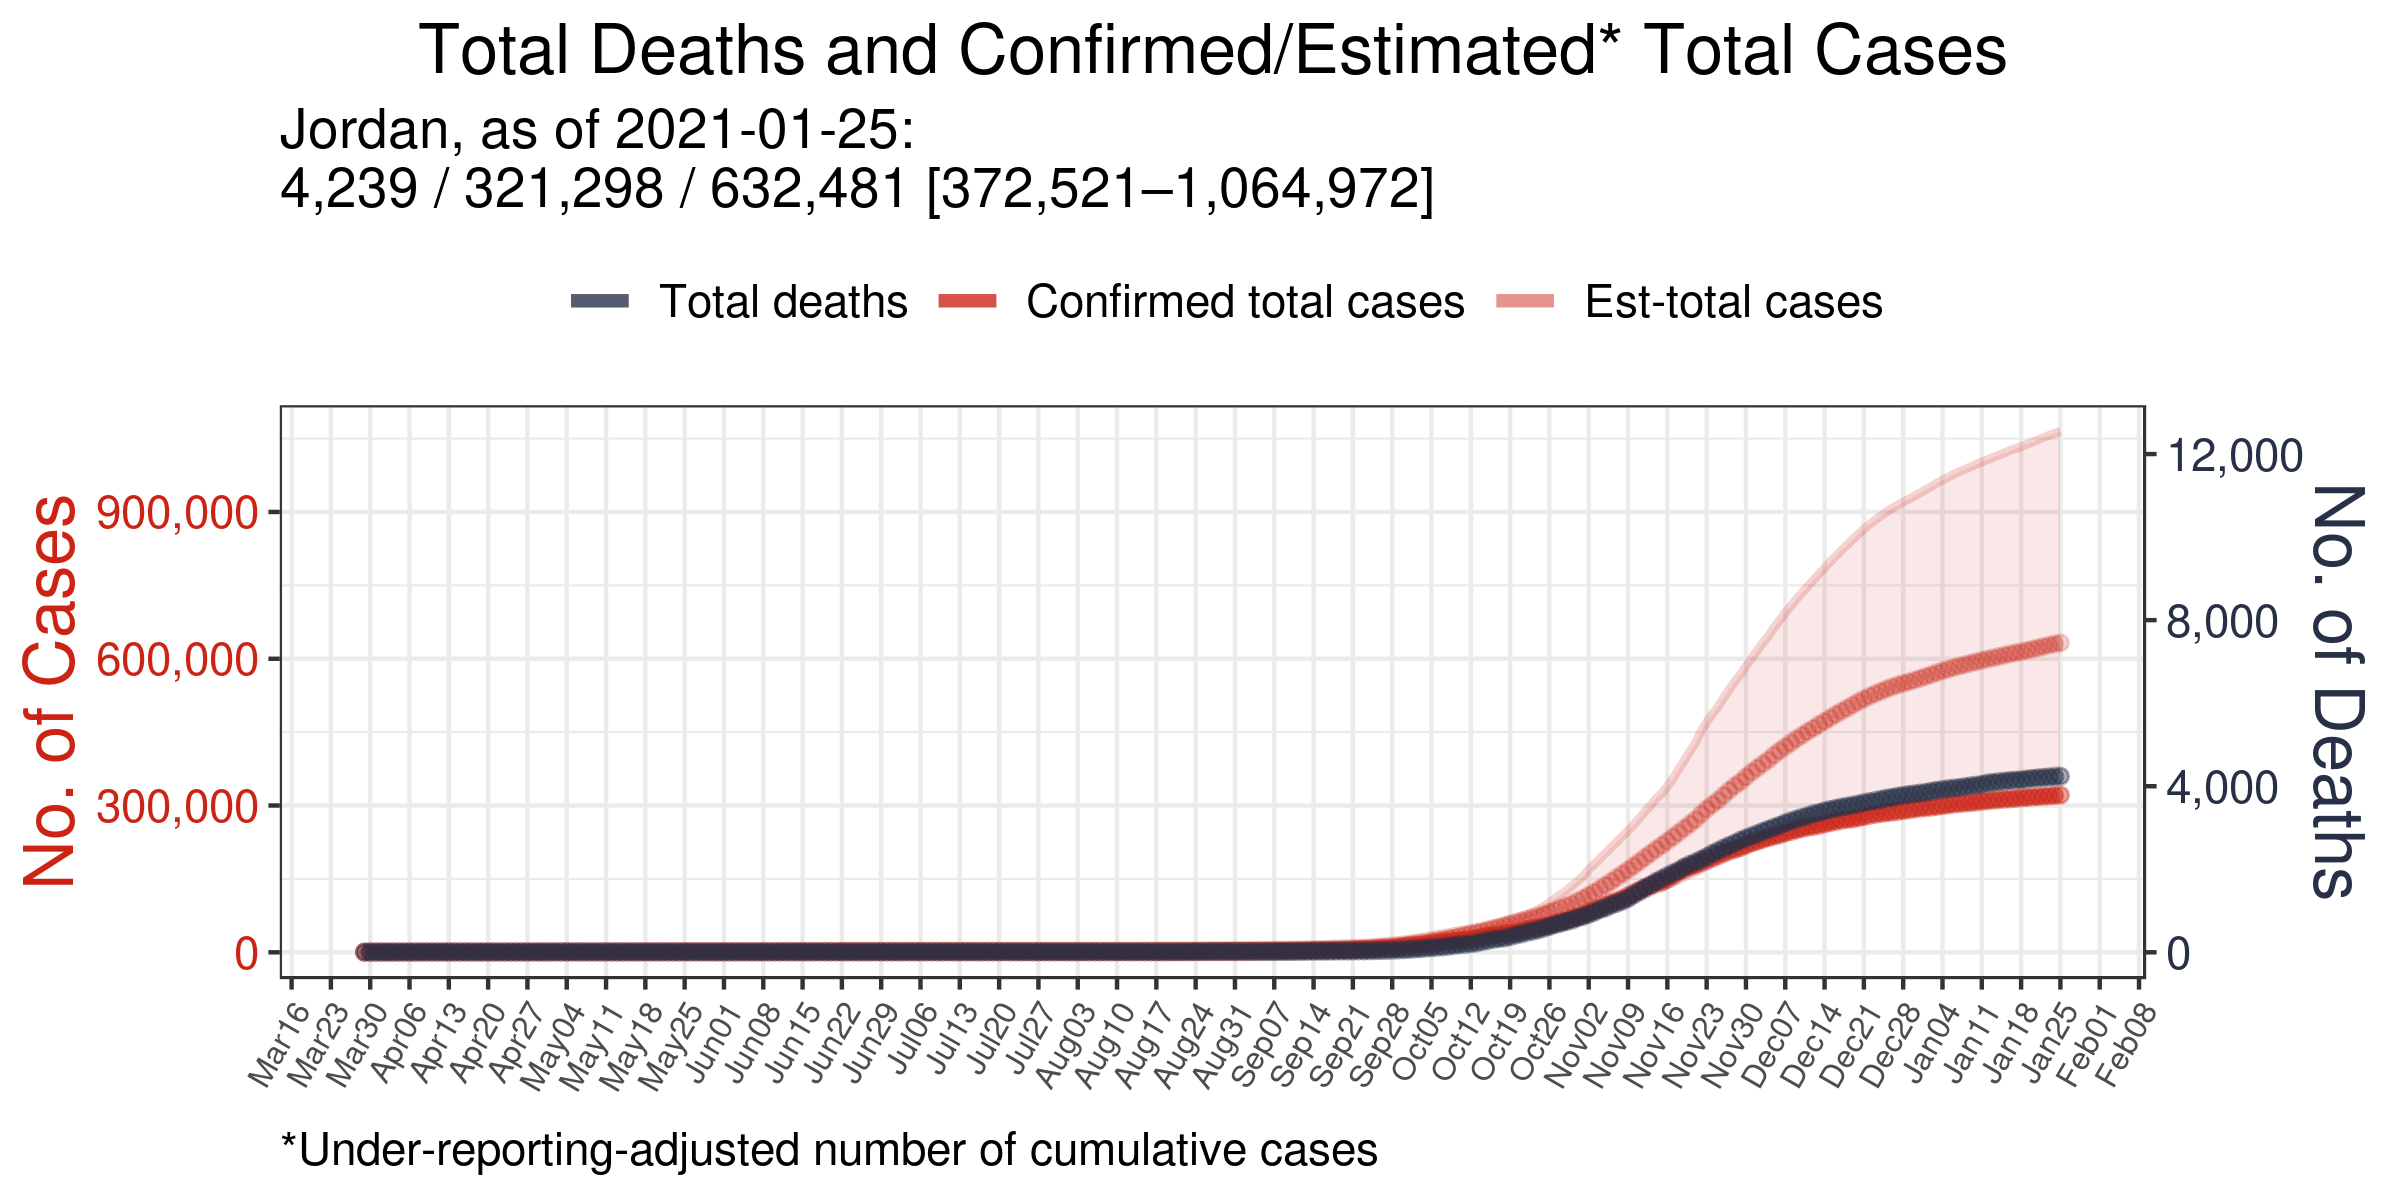 Total Deaths and Confirmed/Estimated* Total Cases
Jordan, as of 2021-01-25:
4,239 / 321,298 / 632,481 [372,521–1,064,972]
Total deaths
Confirmed total cases
Est-total cases
No. of Cases
900,000
600,000
300,000
0
12,000
8,000
4,000
0
No. of Deaths
Mar16
Mar23
Mar30
Apr06
Apr13
Apr20
Apr27
May04
May11
May18
May25
Jun01
Jun08
Jun15
Jun22
Jun29
Jul06
Jul13
Jul20
Jul27
Aug03
Aug10
Aug17
Aug24
Aug31
Sep07
Sep14
Sep21
Sep28
Oct05
Oct12
Oct19
Oct26
Nov02
Nov09
Nov16
Nov23
Nov30
Dec07
Dec14
Dec21
Dec28
Jan04
Jan11
Jan18
Jan25
Feb01
Feb08
*Under-reporting-adjusted number of cumulative cases